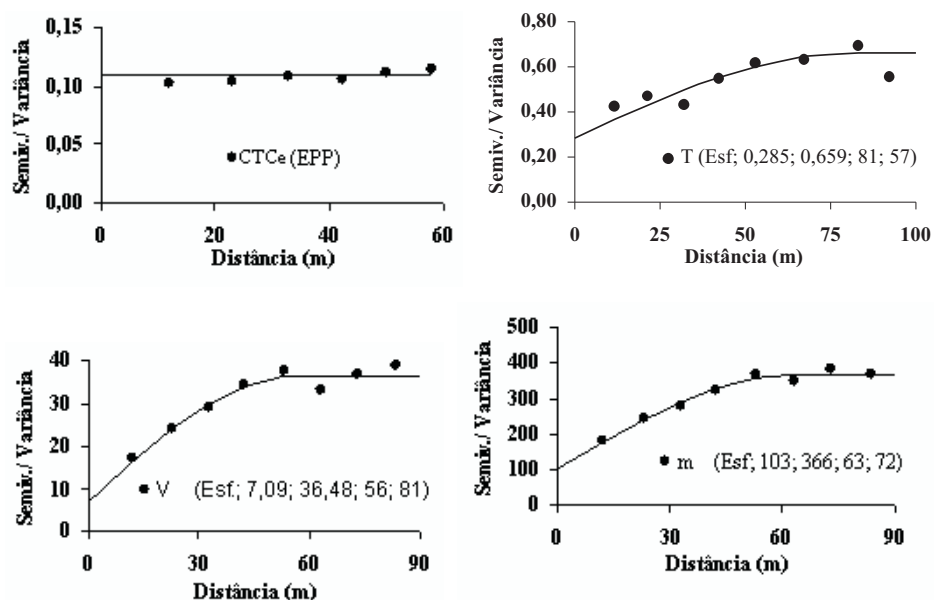 0,15
0,10
0,05
0,00
Semiv./ Variância
CTCe (EPP)
0 20 40 60
Distância (m)
0,80
0,60
0,40
0,20
0,00
Semiv./ Variância
T (Esf; 0,285; 0,659; 81; 57)
0 25 50 75 100
Distância (m)
40
30
20
10
0
Semiv./ Variância
V (Esf.; 7,09; 36,48; 56; 81)
0 30 60 90
Distância (m)
500
400
300
200
100
0
Semiv./ Variância
m (Esf; 103; 366; 63; 72)
0 30 60 90
Distância (m)